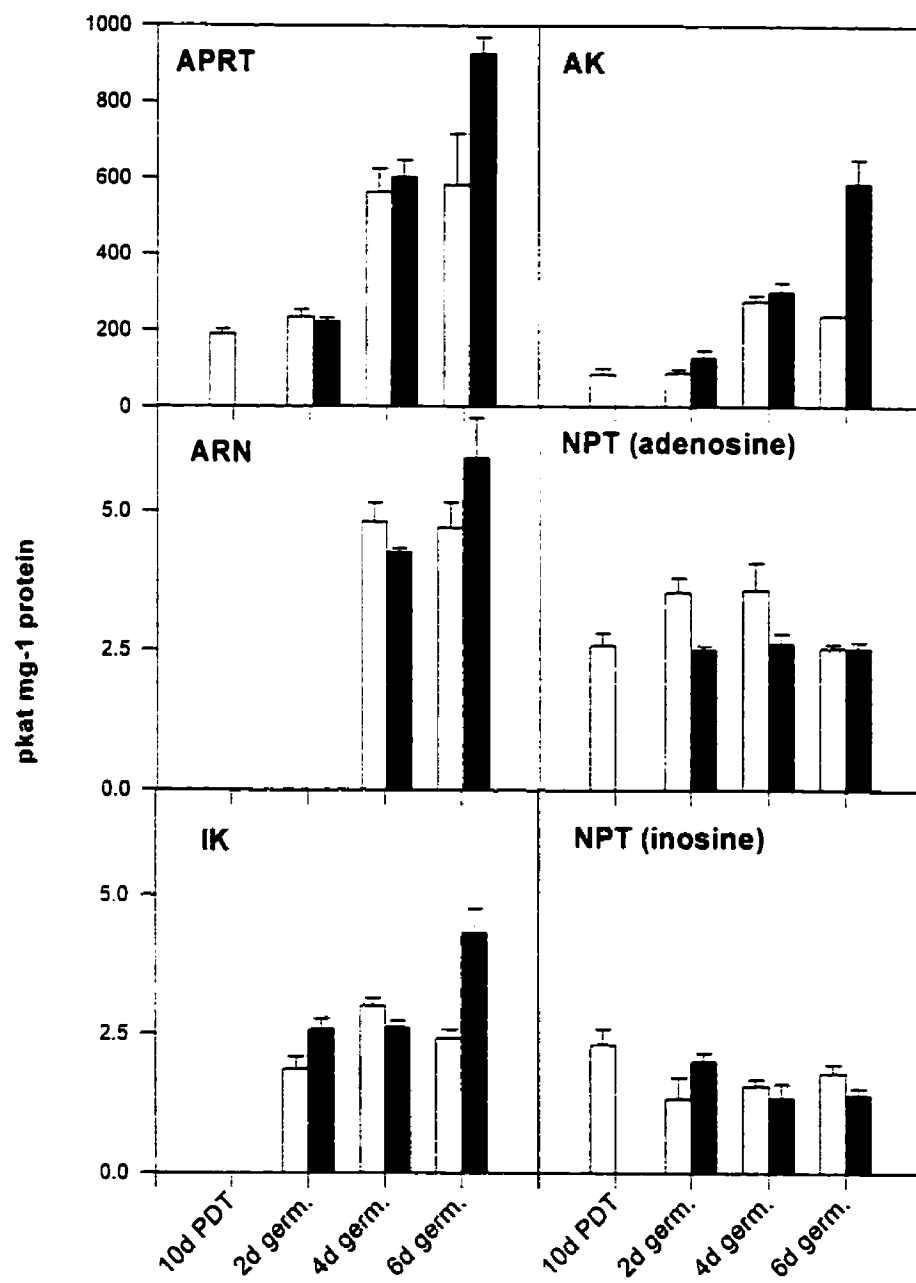 1000
APRT
AK
800
600
400
200
0
ARN
NPT (adenosine)
5.0
2.5
0.0
pkat mg-1 protein
IK
NPT (inosine)
5.0
2.5
0.0
10d PDT
2d germ.
4d germ.
6d germ.
10d PDT
2d germ.
4d germ.
6d germ.